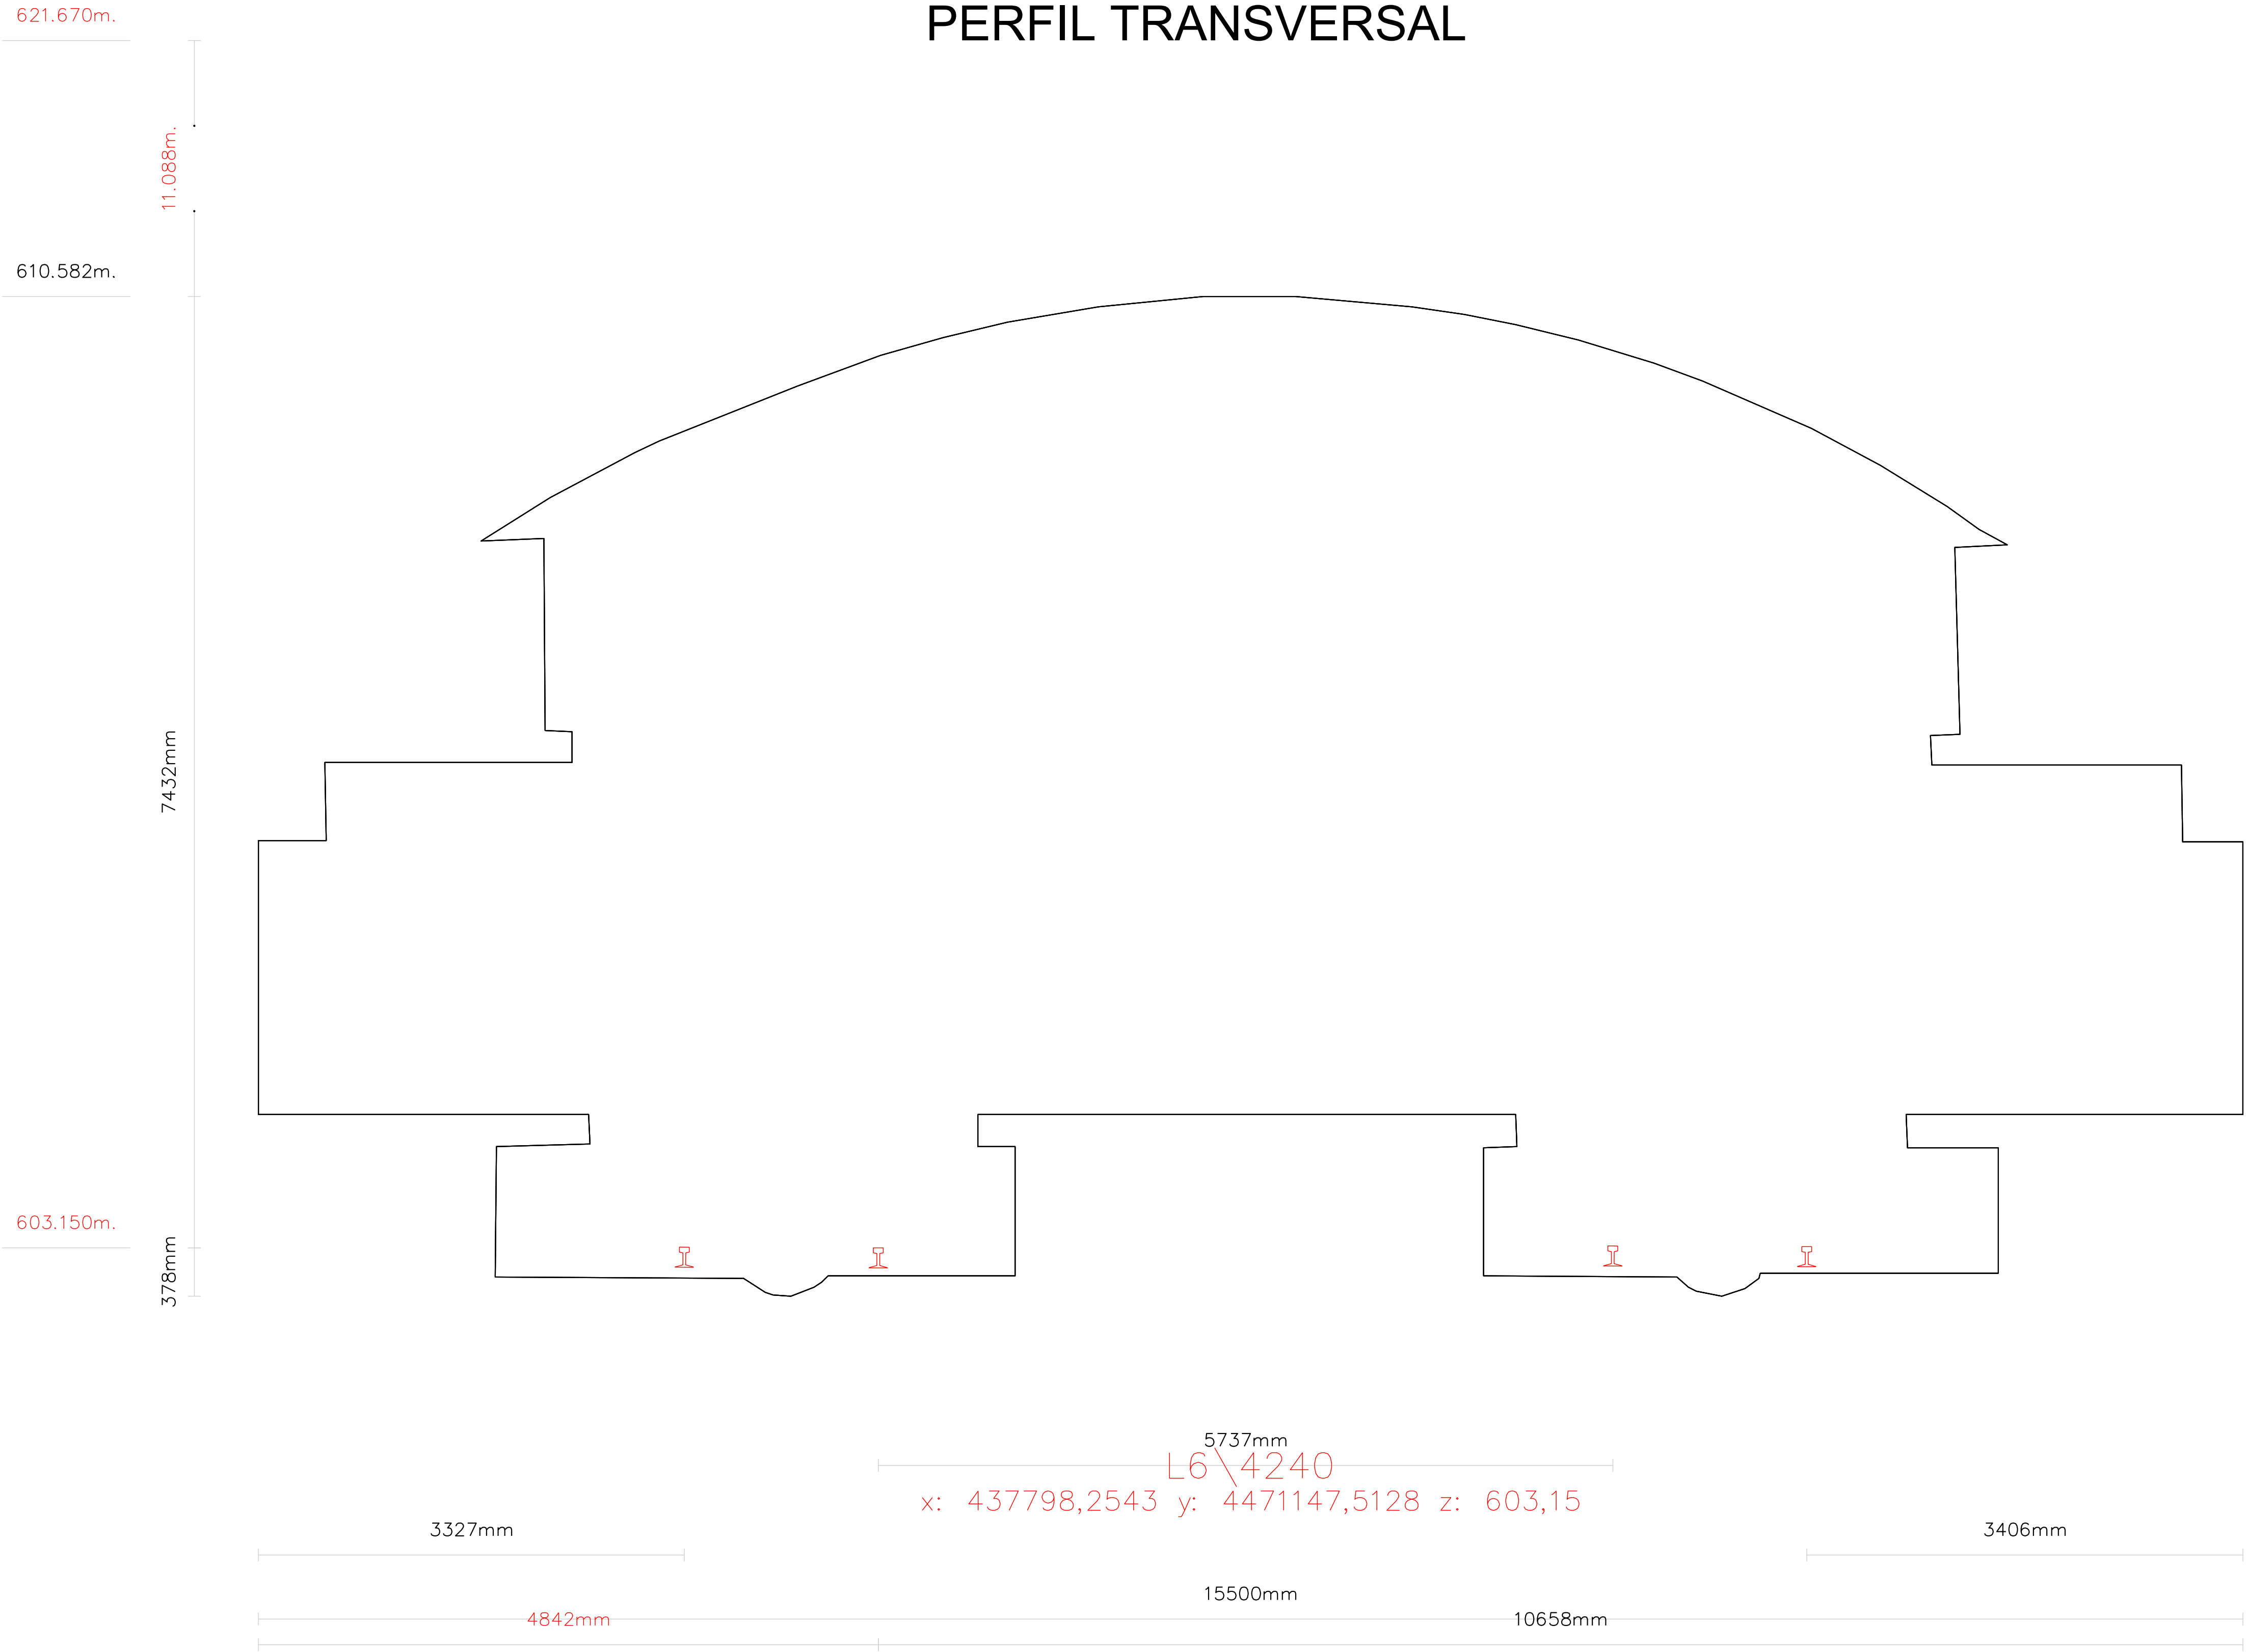 PERFIL TRANSVERSAL
621.670m.
11.088m.
610.582m.
7432mm
603.150m.
378mm
5737mm
L6\4240
x: 437798,2543 y: 4471147,5128 z: 603,15
3327mm
3406mm
15500mm
4842mm
10658mm